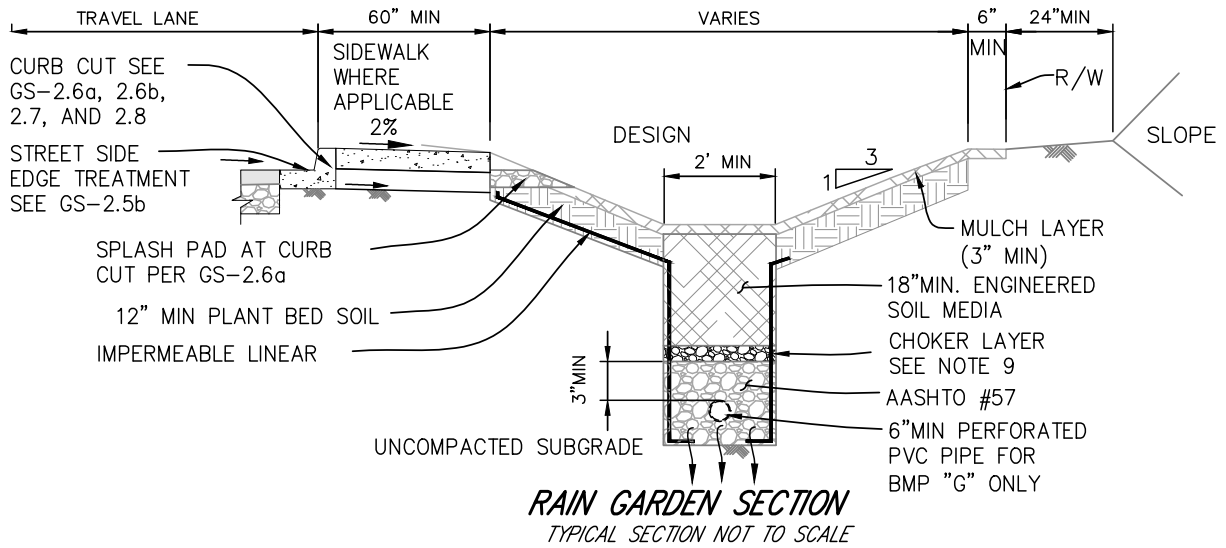 TRAVEL LANE
60" MIN
VARIES
6"
MIN
24"MIN
CURB CUT SEE
GS-2.6a, 2.6b,
2.7, AND 2.8
SIDEWALK
WHERE
APPLICABLE
2%
R/W
DESIGN
SLOPE
STREET SIDE
EDGE TREATMENT
SEE GS-2.5b
2' MIN
3
1
SPLASH PAD AT CURB
CUT PER GS-2.6a
MULCH LAYER
(3" MIN)
12" MIN PLANT BED SOIL
18"MIN. ENGINEERED
SOIL MEDIA
IMPERMEABLE LINEAR
CHOKER LAYER
SEE NOTE 9
3"MIN
AASHTO #57
UNCOMPACTED SUBGRADE
6"MIN PERFORATED
PVC PIPE FOR
BMP "G" ONLY
RAIN GARDEN SECTION
TYPICAL SECTION NOT TO SCALE